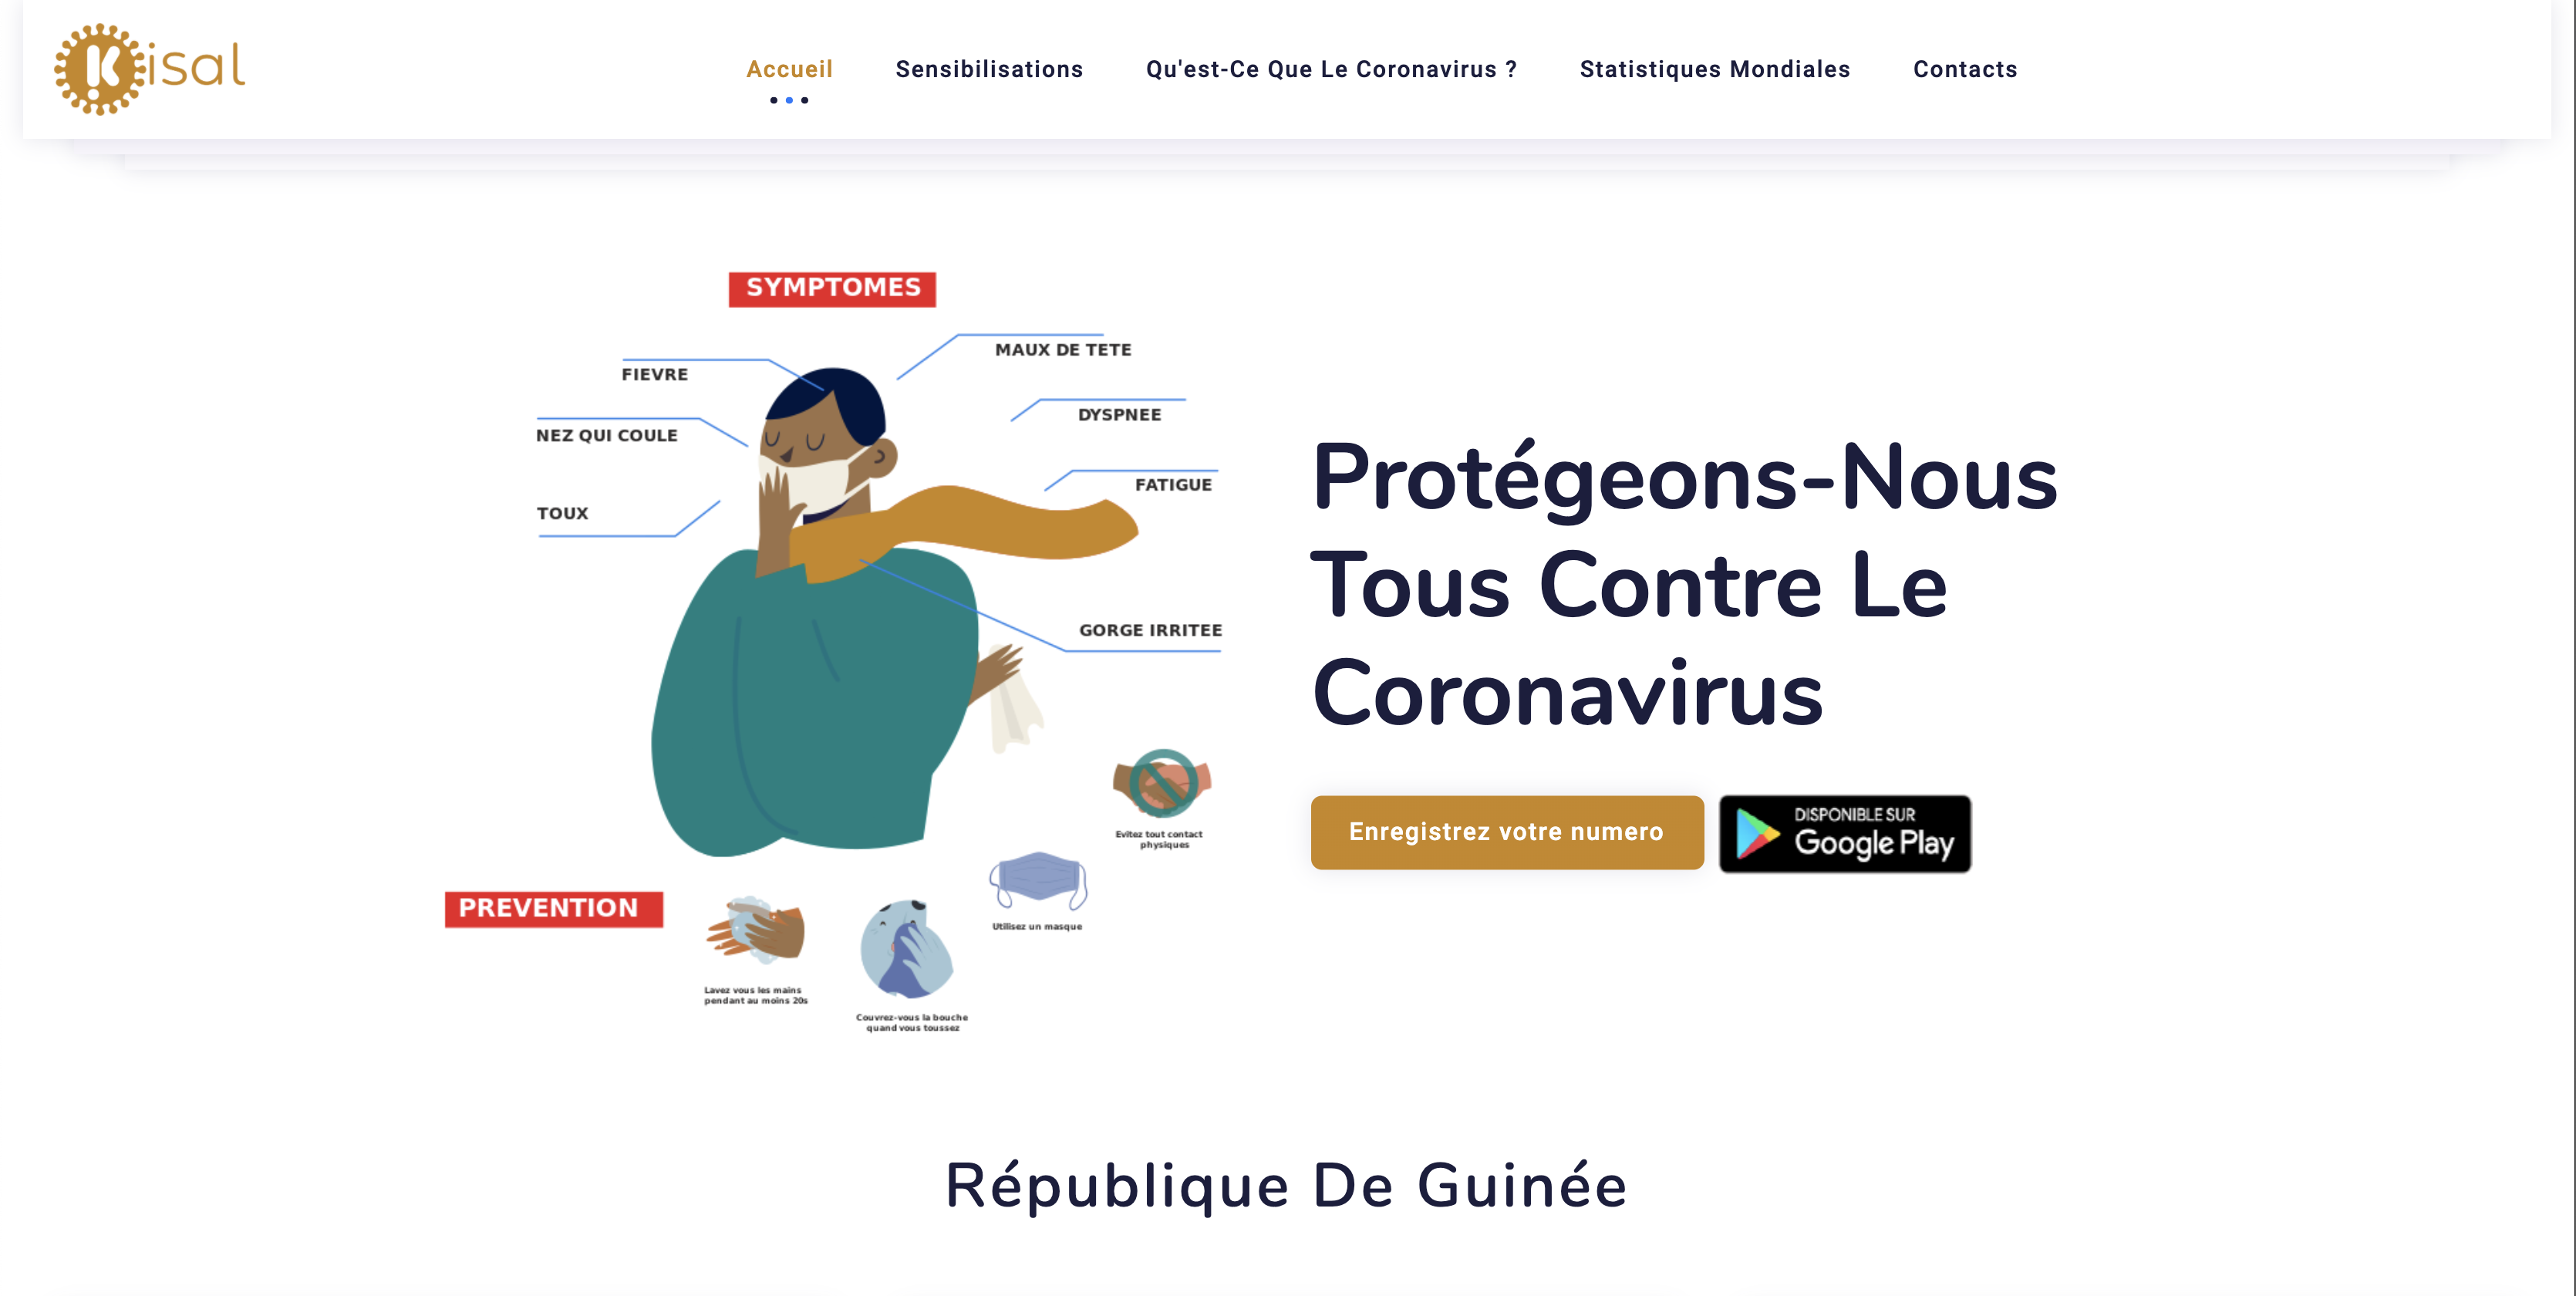 Kisal
Accueil
Sensibilisations
Qu'est-Ce Que Le Coronavirus ?
Statistiques Mondiales
Contacts
SYMPTOMES
MAUX DE TETE
FIEVRE
DYSPNEE
NEZ QUI COULE
FATIGUE
TOUX
GORGE IRRITEE
Evitez tout contact
physiques
Utilisez un masque
PREVENTION
Lavez vous les mains
pendant au moins 20s
Couvrez-vous la bouche
quand vous toussez
Protégeons-Nous
Tous Contre Le
Coronavirus
Enregistrez votre numero
DISPONIBLE SUR
Google Play
République De Guinée